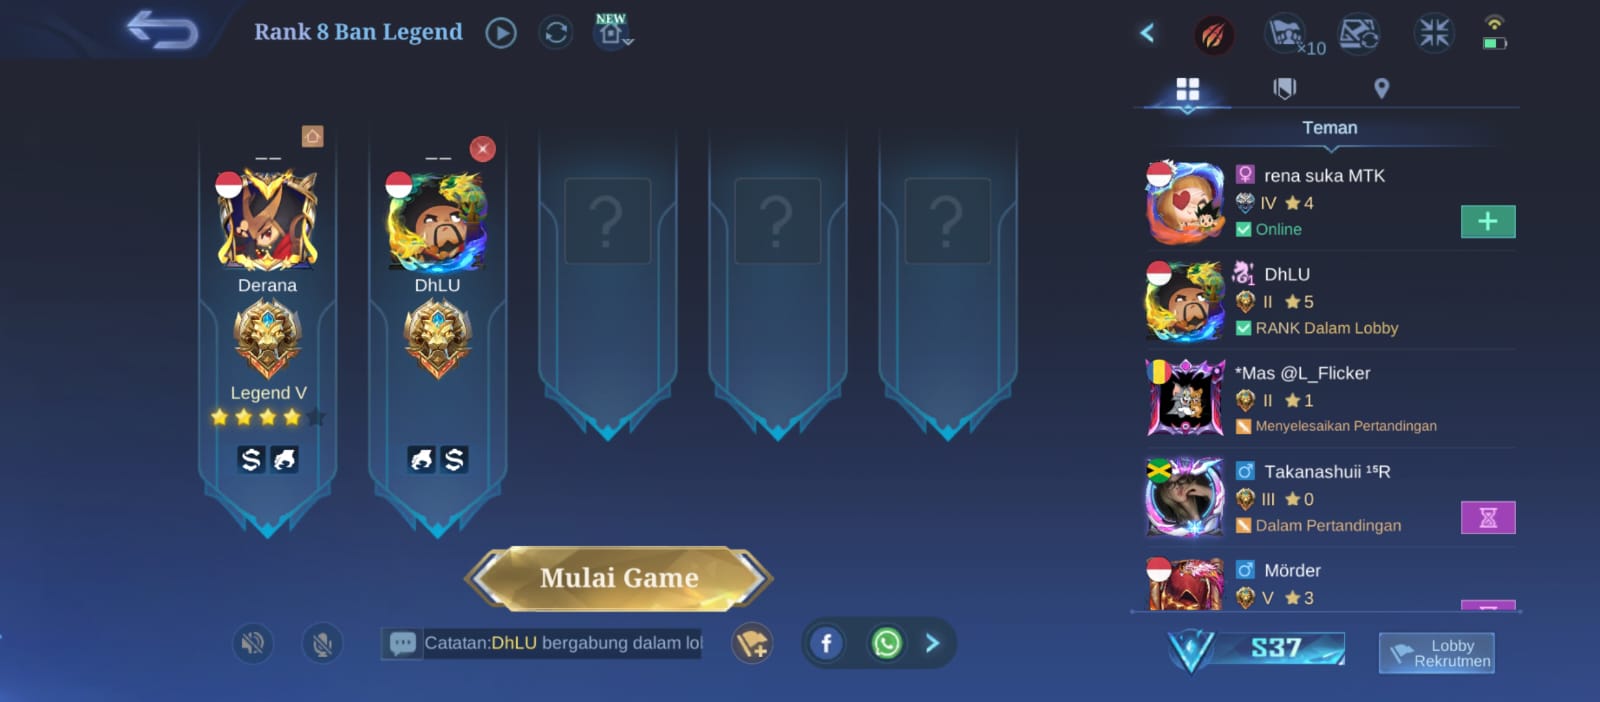 Rank 8 Ban Legend
NEW
×10
Teman
Derana
Legend V
DhLU
?
?
?
rena suka MTK
IV ★4
Online
DhLU
1
II ★5
RANK Dalam Lobby
*Mas @L_Flicker
II ★1
Menyelesaikan Pertandingan
Takanashuii ¹⁵R
III ★0
Dalam Pertandingan
Mörder
V ★3
Mulai Game
Catatan:DhLU bergabung dalam lo
S37
Lobby
Rekrutmen